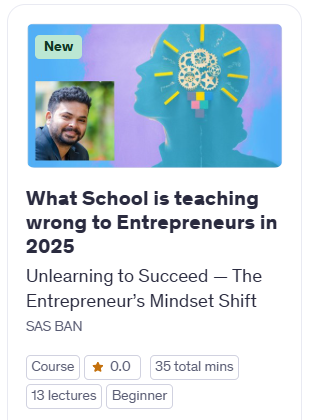 New
What School is teaching
wrong to Entrepreneurs in
2025
Unlearning to Succeed — The
Entrepreneur's Mindset Shift
SAS BAN
Course ★ 0.0 35 total mins
13 lectures Beginner